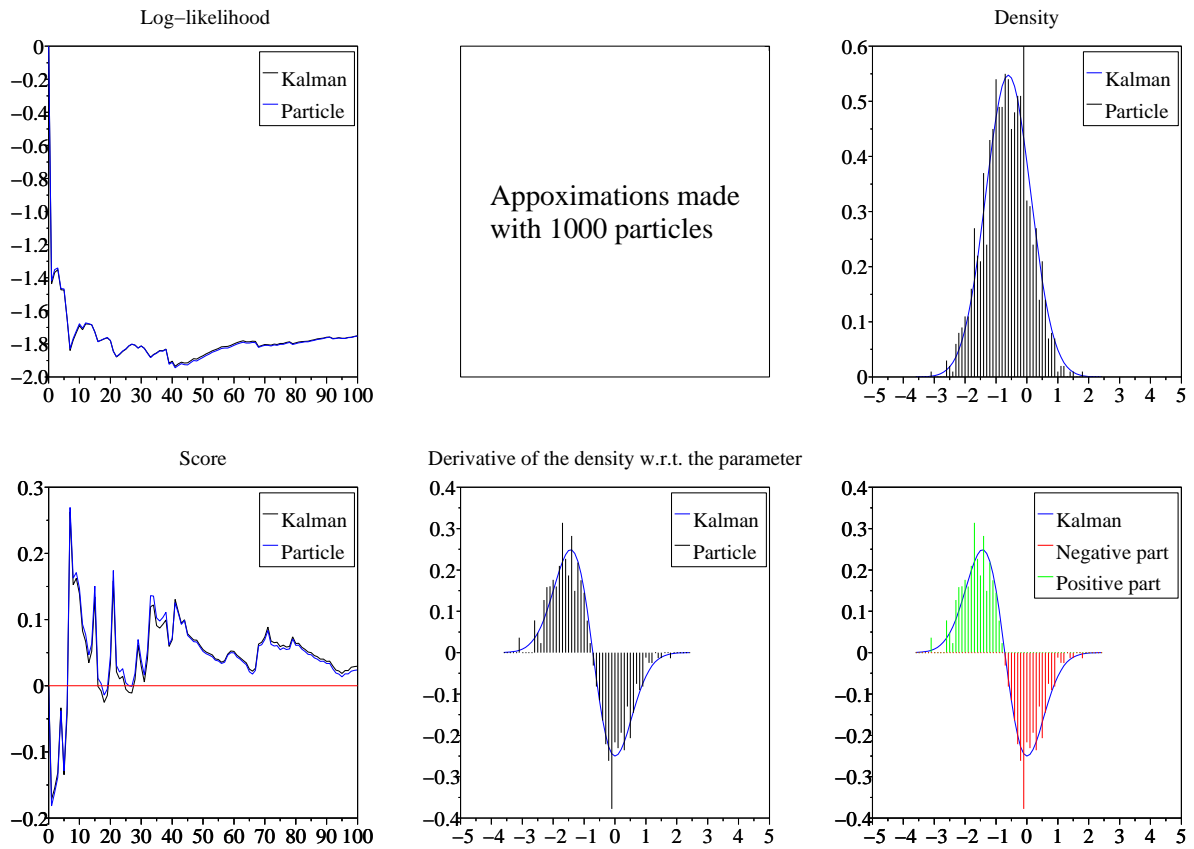 Log−likelihood
0
−0.2
−0.4
−0.6
−0.8
−1.0
−1.2
−1.4
−1.6
−1.8
−2.0
0 10 20 30 40 50 60 70 80 90 100
Kalman
Particle
Appoximations made
with 1000 particles
Density
0.6
0.5
0.4
0.3
0.2
0.1
0
−5 −4 −3 −2 −1 0 1 2 3 4 5
Kalman
Particle
Score
0.3
0.2
0.1
0
−0.1
−0.2
0 10 20 30 40 50 60 70 80 90 100
Kalman
Particle
Derivative of the density w.r.t. the parameter
0.4
0.3
0.2
0.1
0
−0.1
−0.2
−0.3
−0.4
−5 −4 −3 −2 −1 0 1 2 3 4 5
Kalman
Particle
0.4
0.3
0.2
0.1
0
−0.1
−0.2
−0.3
−0.4
−5 −4 −3 −2 −1 0 1 2 3 4 5
Kalman
Negative part
Positive part